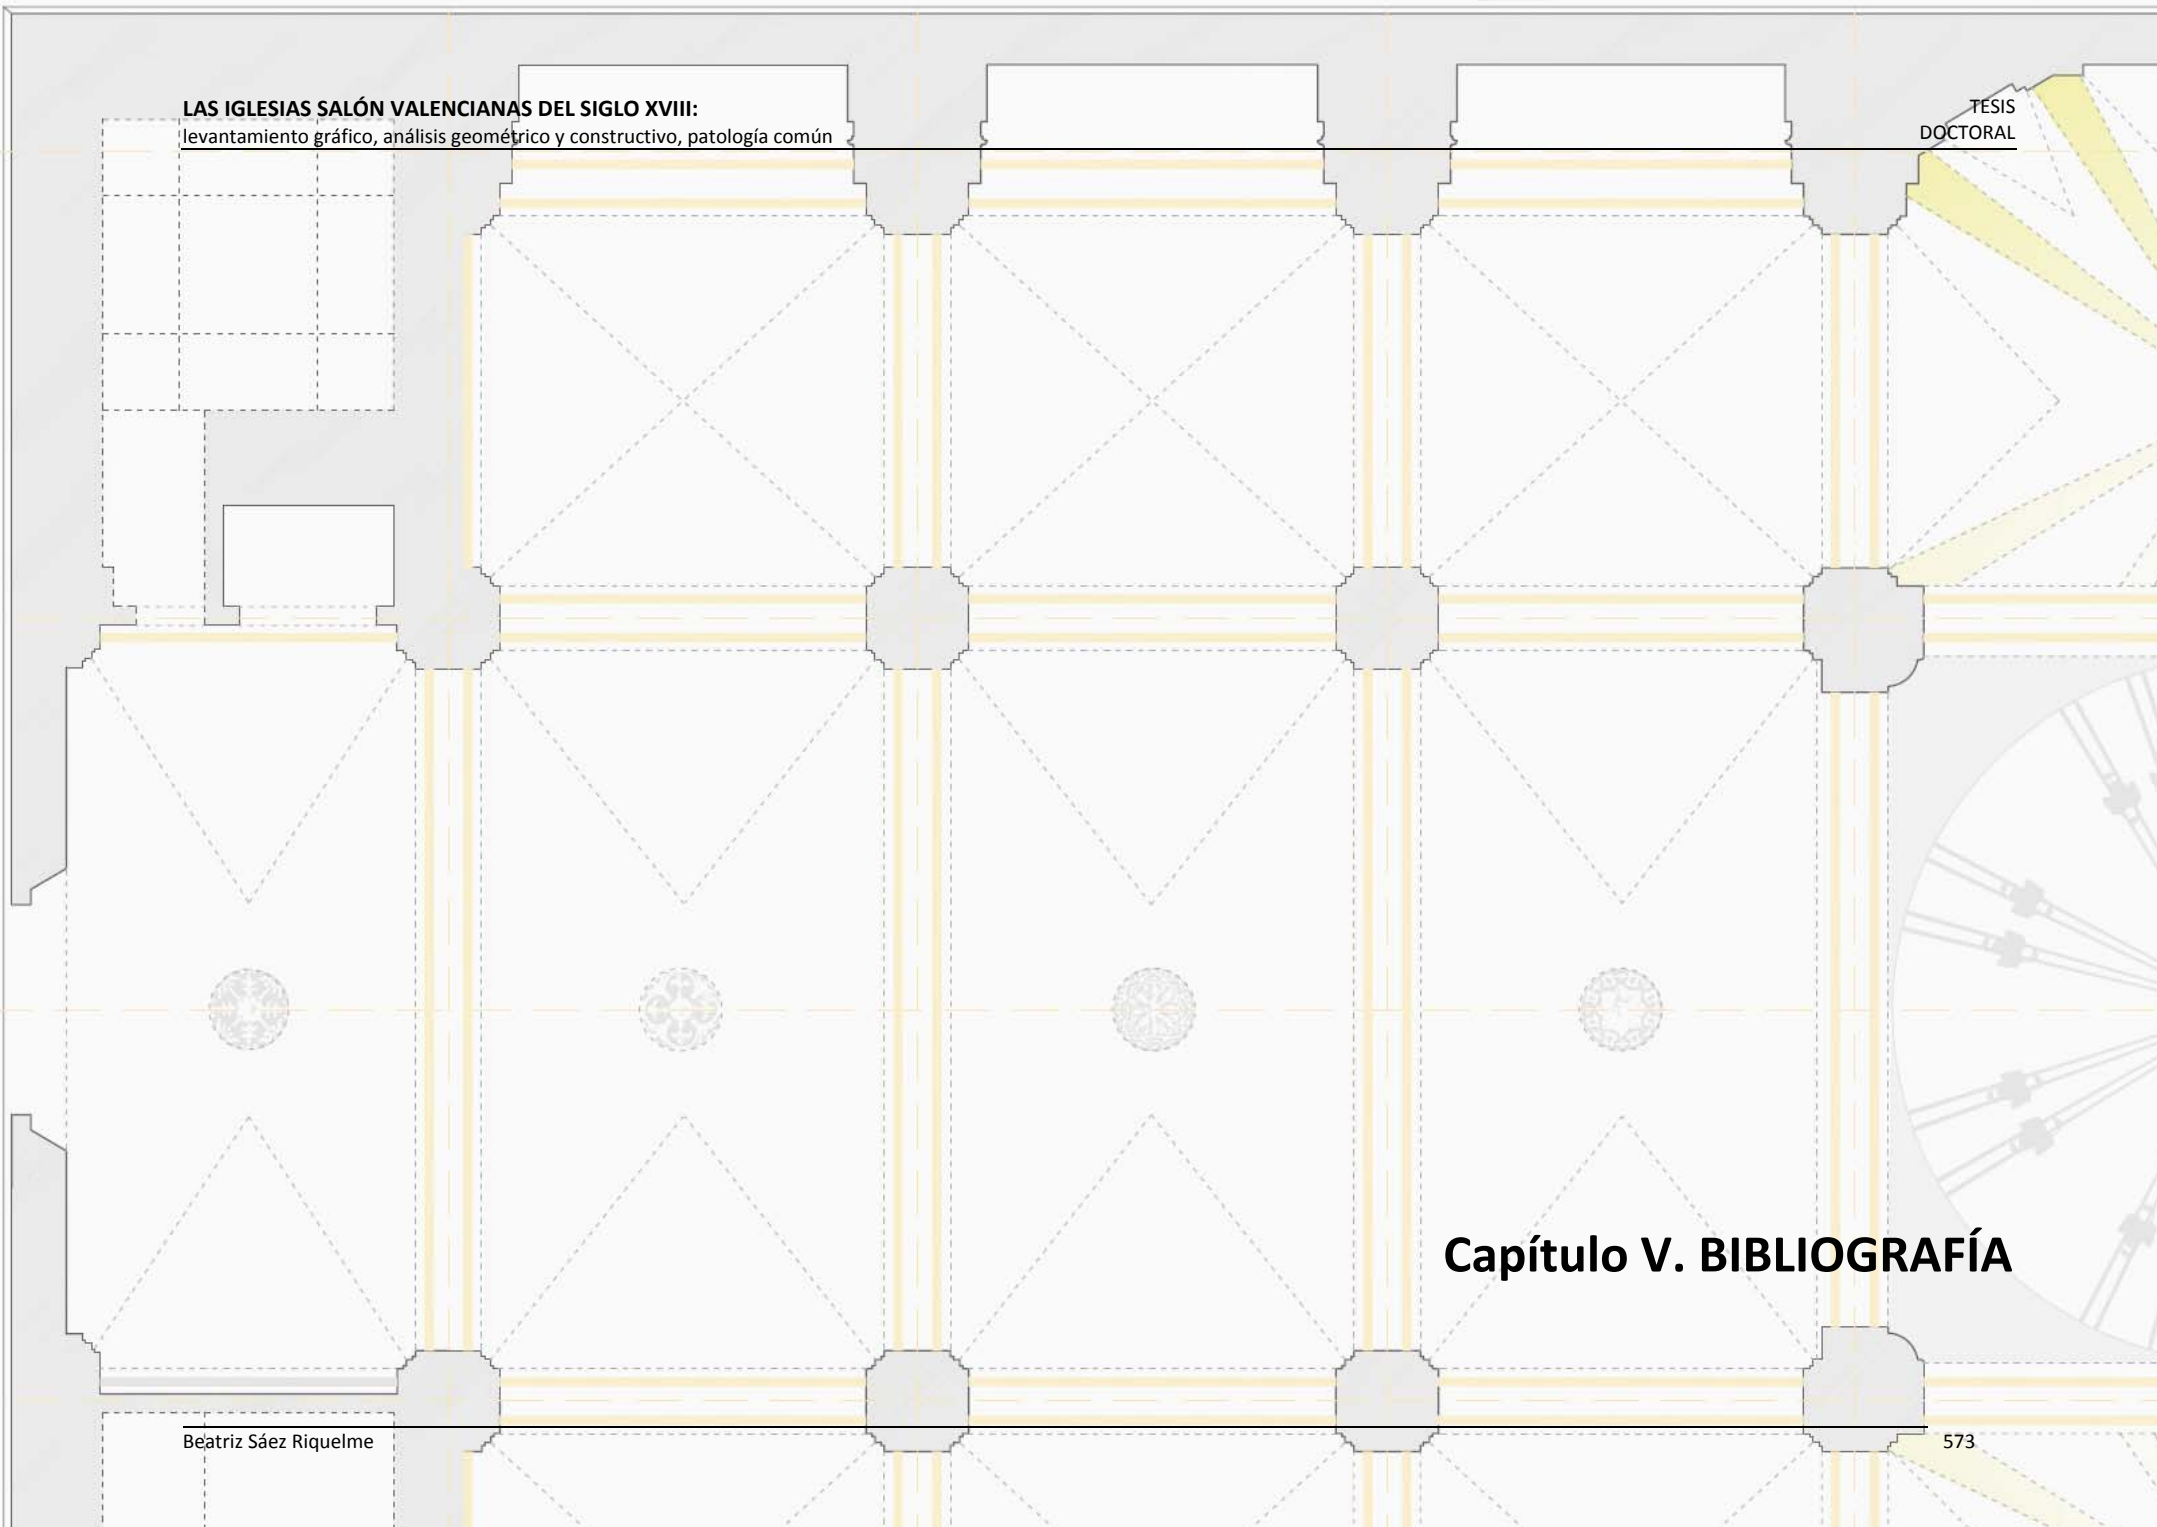 LAS IGLESIAS SALÓN VALENCIANAS DEL SIGLO XVIII:
levantamiento gráfico, análisis geométrico y constructivo, patología común
TESIS
DOCTORAL
Capítulo V. BIBLIOGRAFÍA
Beatriz Sáez Riquelme
573